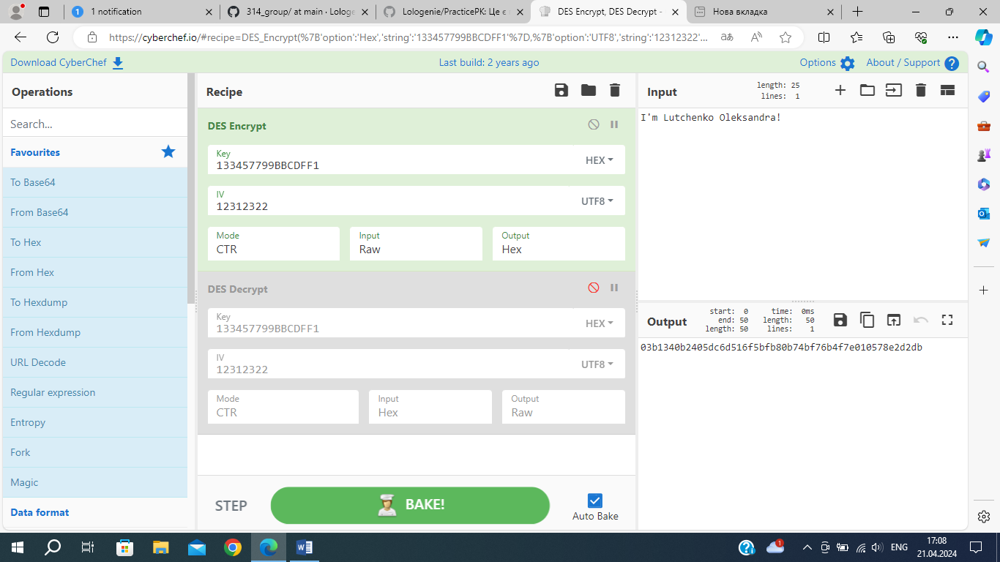 1 notification
314_group/ at main · Lologe
Lologenie/PracticePK: Це є
DES Encrypt, DES Decrypt -
Нова вкладка
https://cyberchef.io/#recipe=DES_Encrypt(%7B'option':'Hex','string':'133457799BBCDFF1'%7D,%7B'option':'UTF8','string':'12312322'...
Download CyberChef
Last build: 2 years ago
Options
About / Support
Operations
Search...
Favourites
To Base64
From Base64
To Hex
From Hex
To Hexdump
From Hexdump
URL Decode
Regular expression
Entropy
Fork
Magic
Data format
Recipe
DES Encrypt
Key
133457799BBCDFF1
HEX
IV
12312322
UTF8
Mode
CTR
Input
Raw
Output
Hex
DES Decrypt
Key
133457799BBCDFF1
HEX
IV
12312322
UTF8
Mode
CTR
Input
Hex
Output
Raw
STEP
BAKE!
Auto Bake
Input
length: 25
lines: 1
I'm Lutchenko Oleksandra!
Output
start: 0
end: 50
length: 50
time: 0ms
length: 50
lines: 1
03b1340b2405dc6d516f5bfb80b74bf76b4f7e010578e2d2db
1
ENG
17:08
21.04.2024